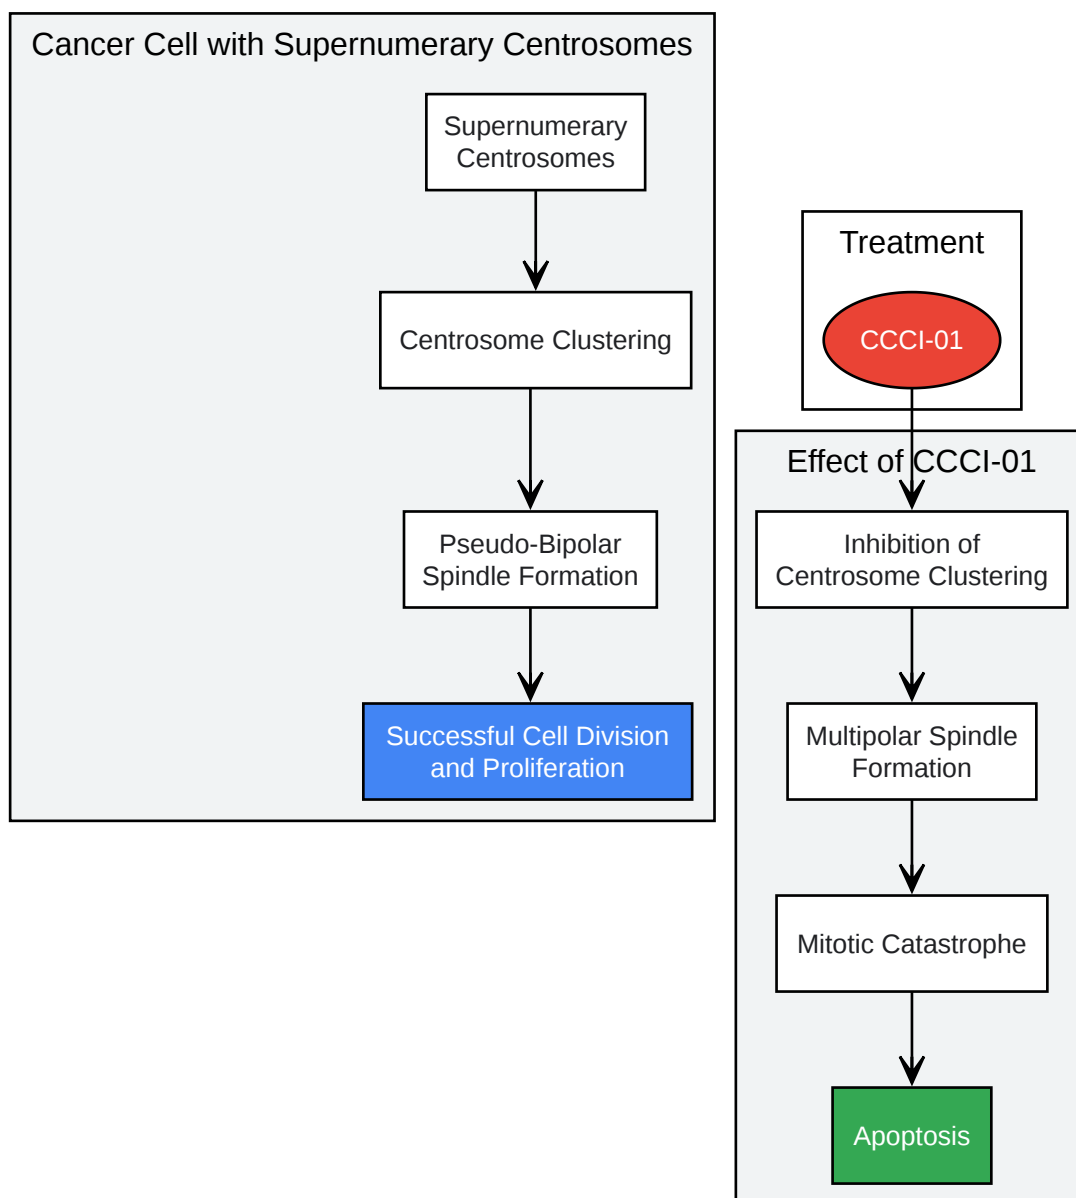 Cancer Cell with Supernumerary Centrosomes
Supernumerary
Centrosomes
Centrosome Clustering
Pseudo-Bipolar
Spindle Formation
Successful Cell Division
and Proliferation
Treatment
CCCI-01
Effect of CCCI-01
Inhibition of
Centrosome Clustering
Multipolar Spindle
Formation
Mitotic Catastrophe
Apoptosis